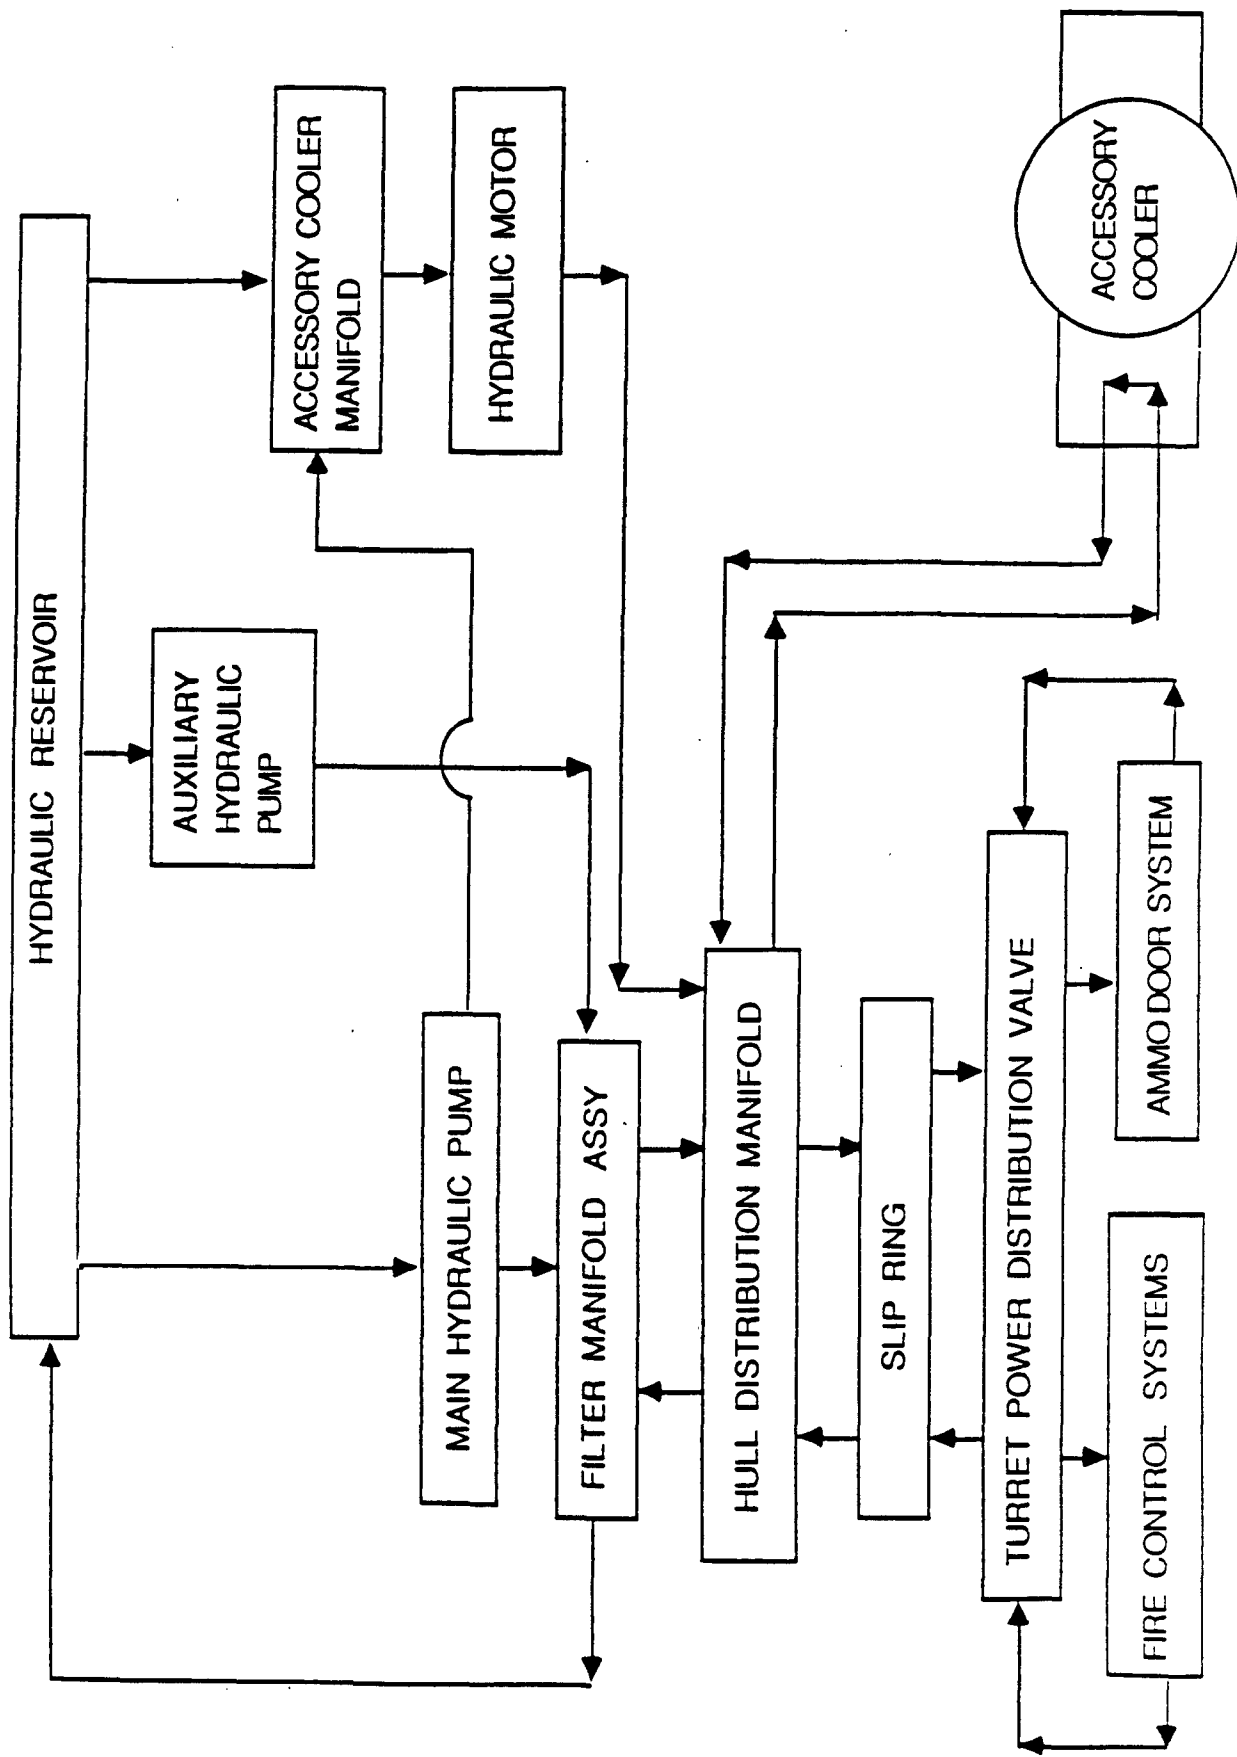 HYDRAULIC RESERVOIR
AUXILIARY
HYDRAULIC
PUMP
ACCESSORY COOLER
MANIFOLD
HYDRAULIC MOTOR
MAIN HYDRAULIC PUMP
FILTER MANIFOLD ASSY
HULL DISTRIBUTION MANIFOLD
SLIP RING
TURRET POWER DISTRIBUTION VALVE
FIRE CONTROL SYSTEMS
AMMO DOOR SYSTEM
ACCESSORY
COOLER